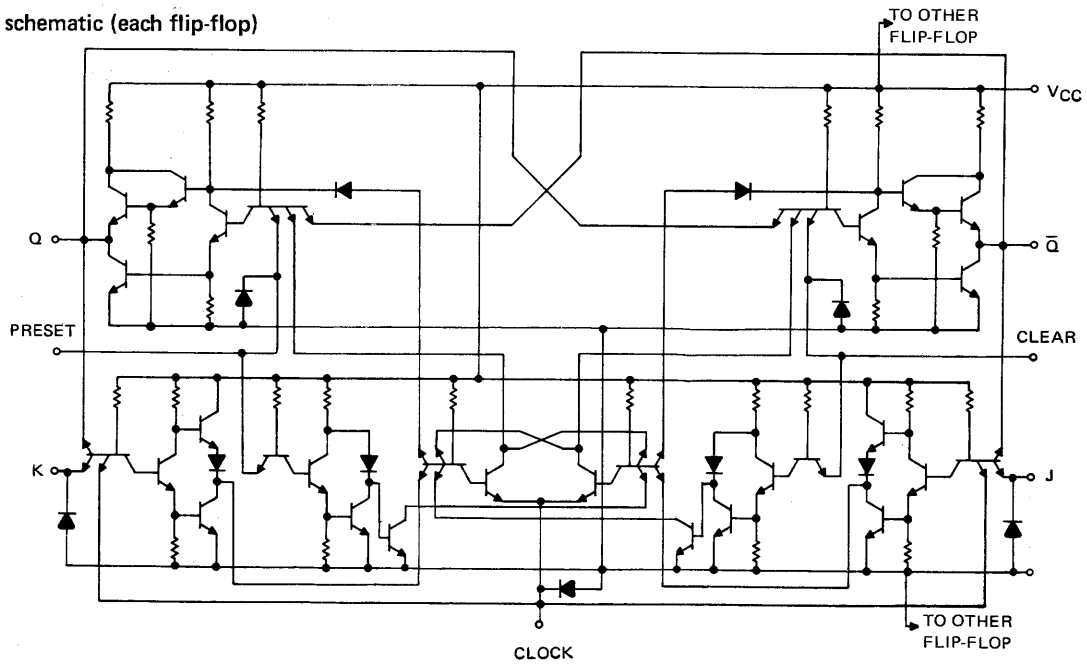 schematic (each flip-flop)
TO OTHER
FLIP-FLOP
VCC
Q
Q̅
PRESET
CLEAR
K
J
TO OTHER
FLIP-FLOP
CLOCK